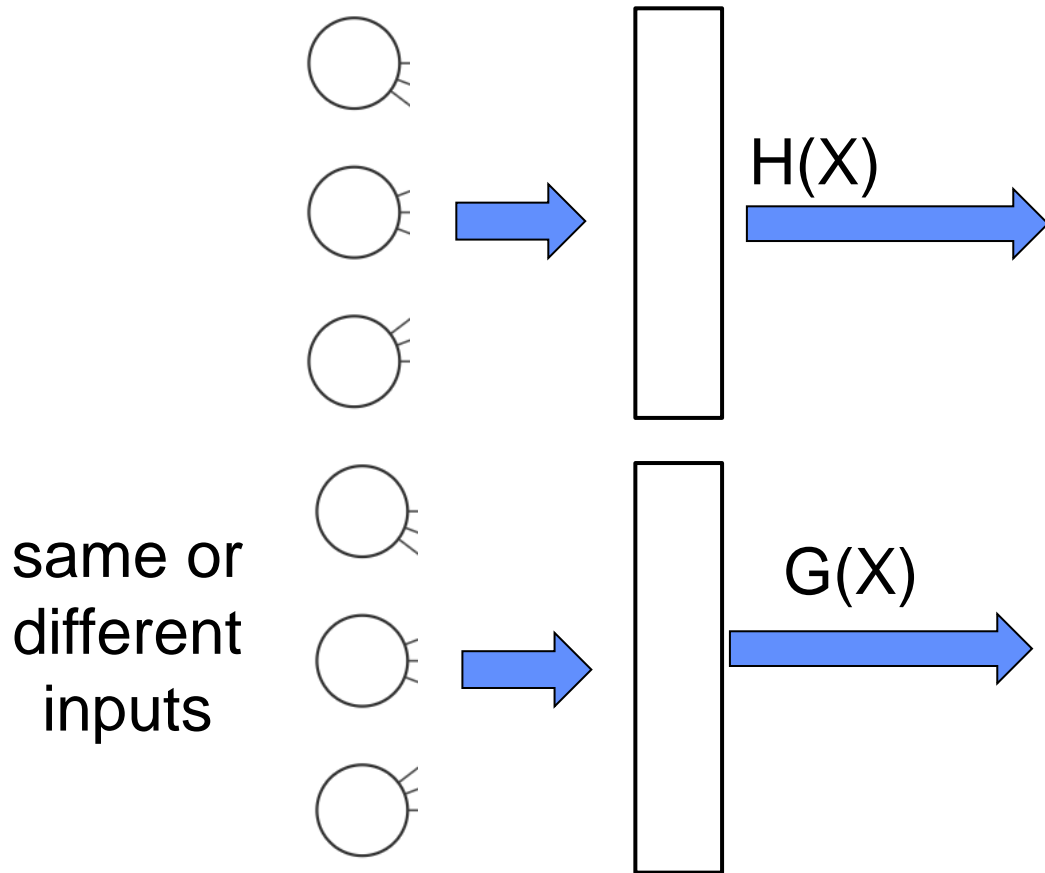 H(X)
same or
different
inputs
G(X)